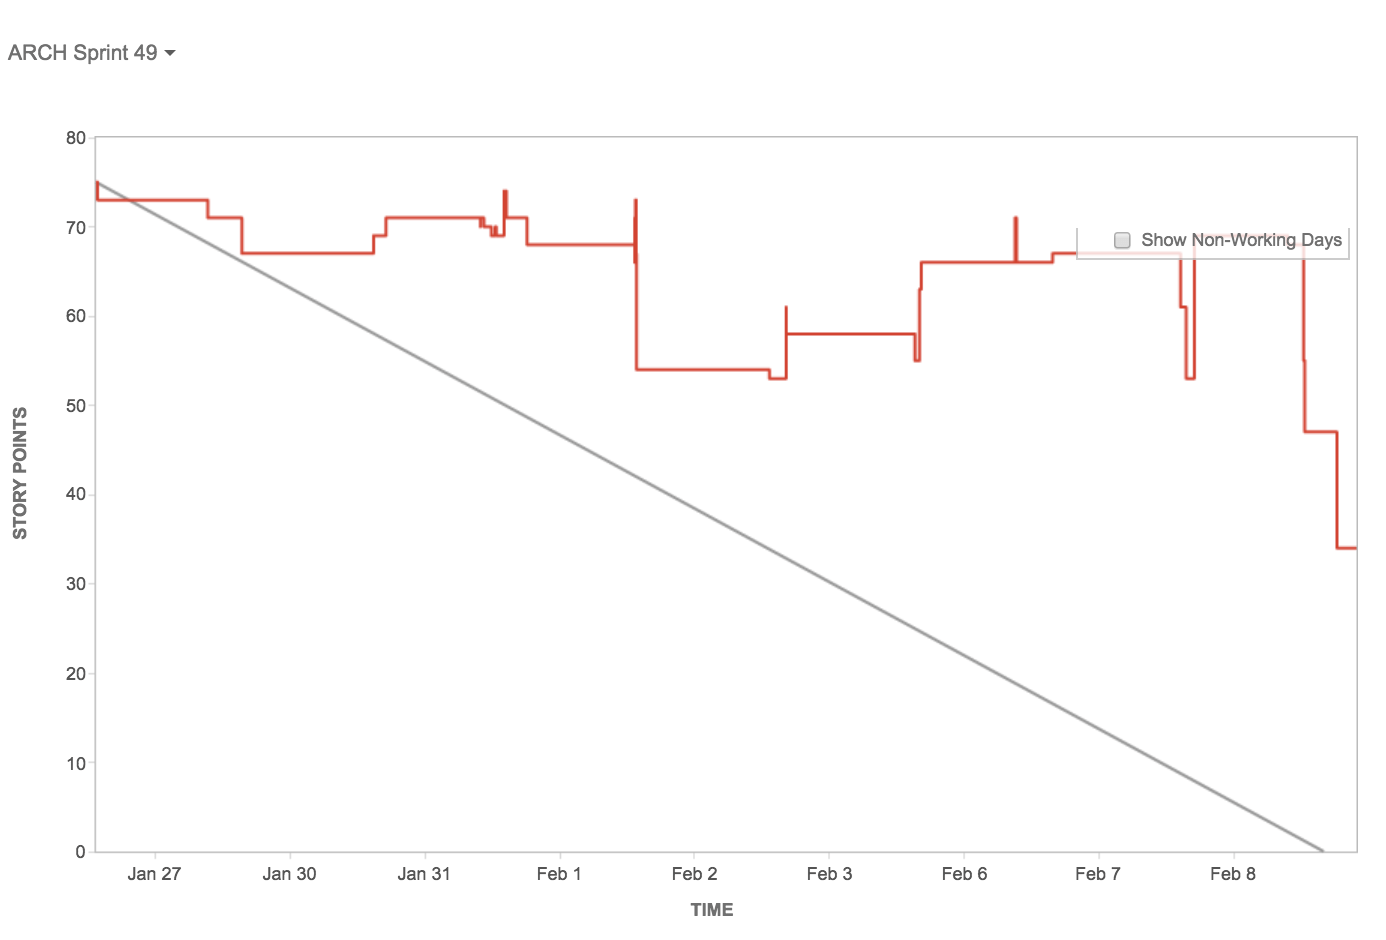 ARCH Sprint 49
80
70
Show Non-Working Days
60
50
40
30
20
10
0
STORY POINTS
Jan 27 Jan 30 Jan 31 Feb 1 Feb 2 Feb 3 Feb 6 Feb 7 Feb 8
TIME